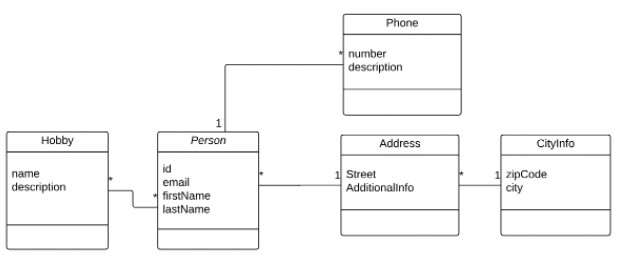 Phone
* number
description
1
Hobby
name
description
*
Person
id
email
firstName
lastName
*
*
Address
1 Street
AdditionalInfo
*
CityInfo
1 zipCode
city